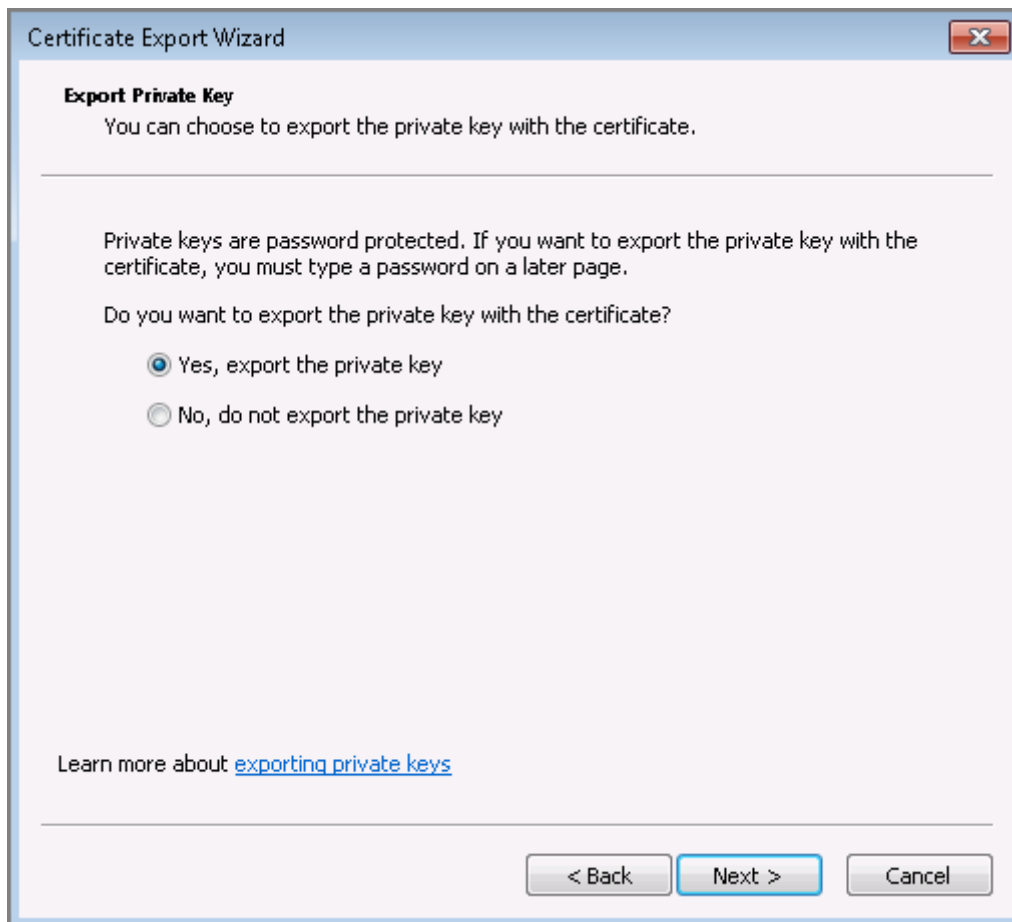 Certificate Export Wizard
Export Private Key
You can choose to export the private key with the certificate.
Private keys are password protected. If you want to export the private key with the
certificate, you must type a password on a later page.
Do you want to export the private key with the certificate?
Yes, export the private key
No, do not export the private key
Learn more about exporting private keys
< Back Next > Cancel